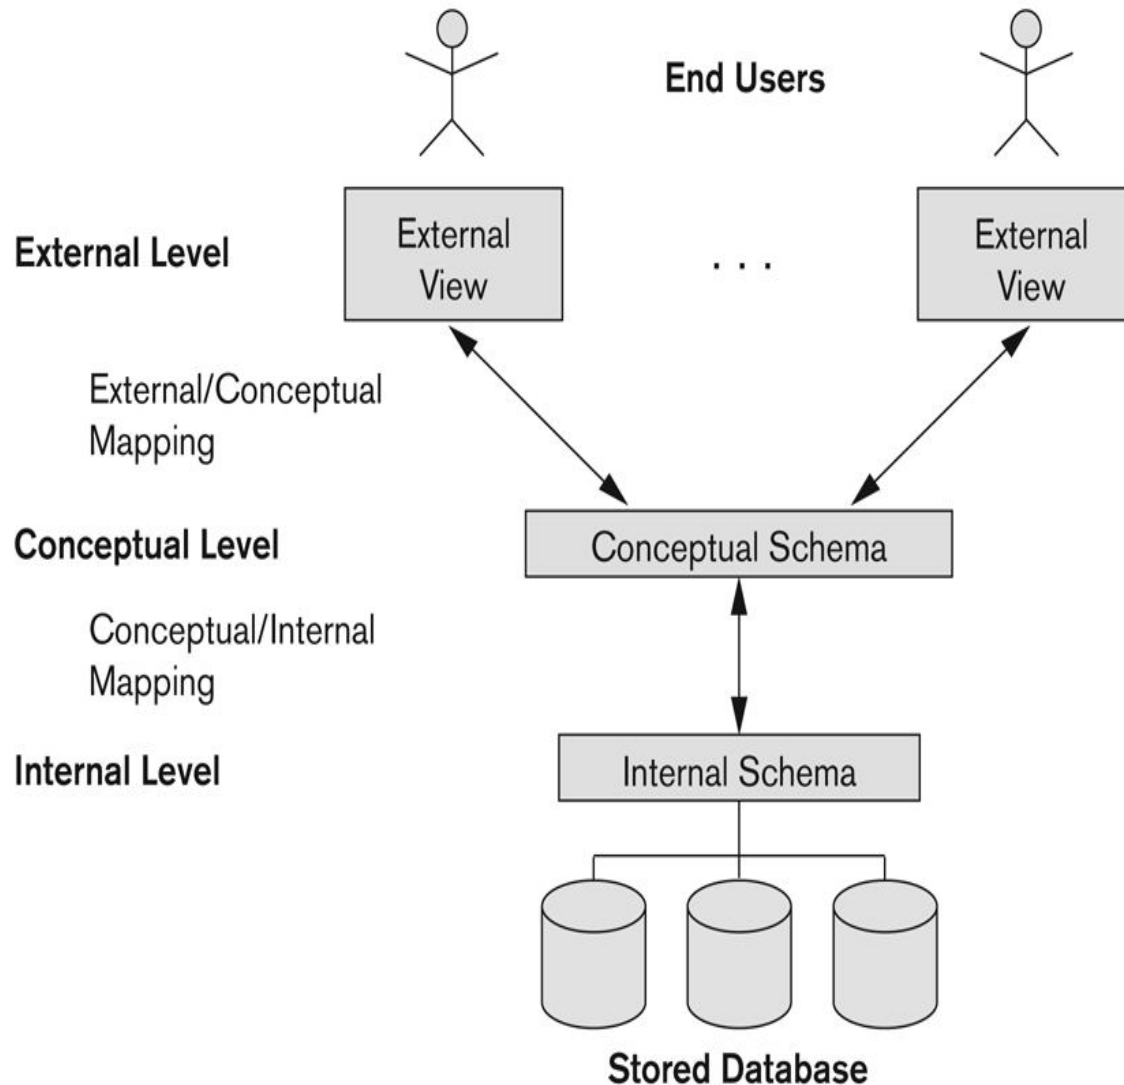 End Users
External Level
External
View
. . .
External
View
External/Conceptual
Mapping
Conceptual Level
Conceptual Schema
Conceptual/Internal
Mapping
Internal Level
Internal Schema
Stored Database